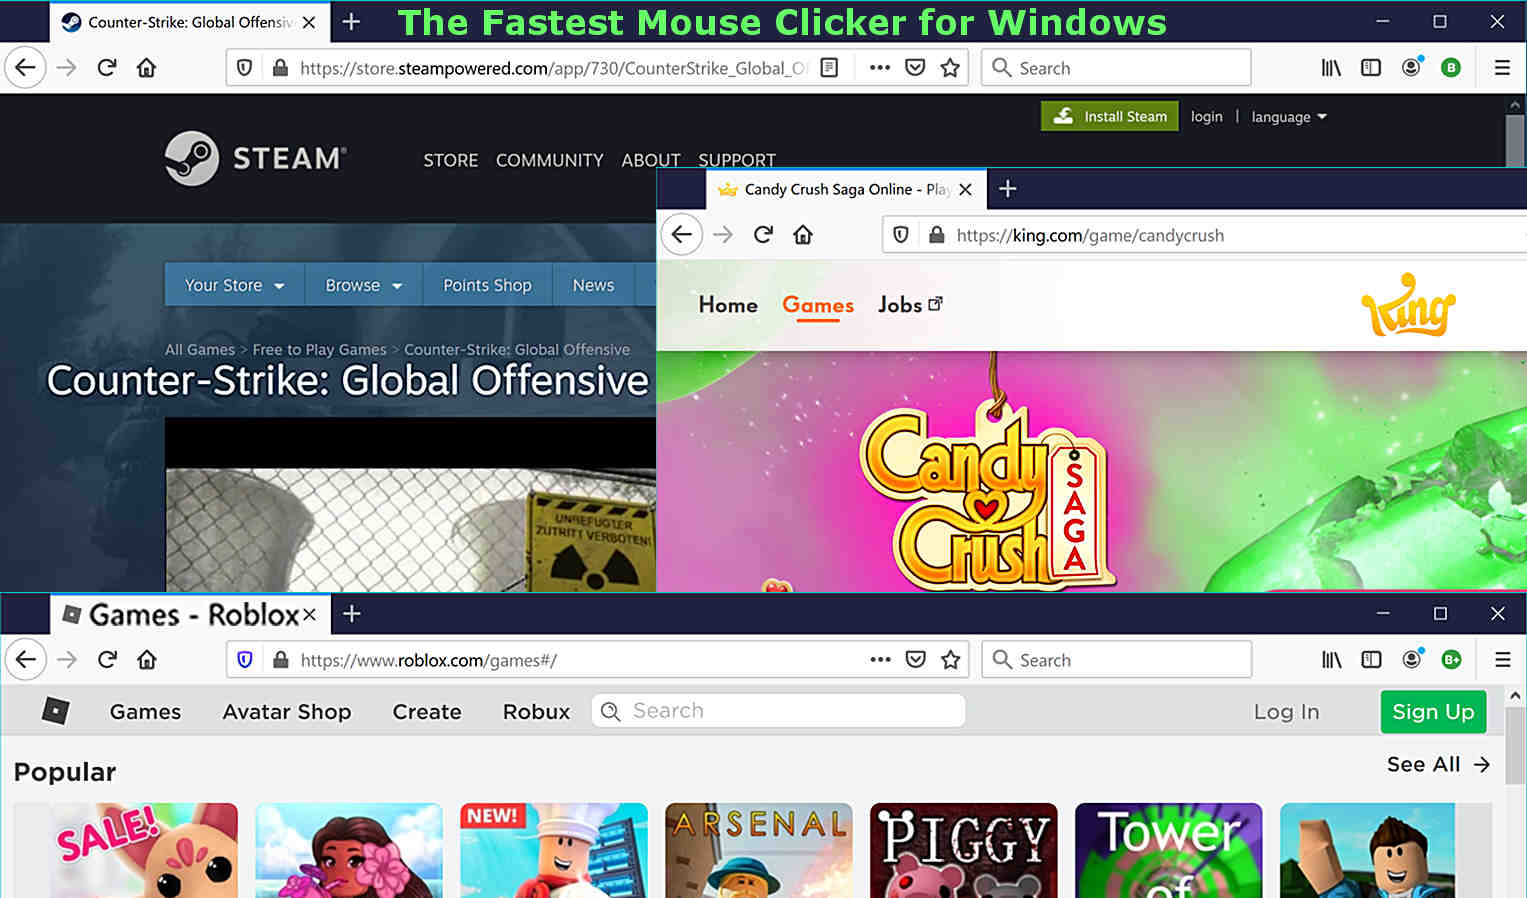 Counter-Strike: Global Offensiv
The Fastest Mouse Clicker for Windows
https://store.steampowered.com/app/730/CounterStrike_Global_O
Search
Install Steam login | language
STEAM
STORE COMMUNITY ABOUT SUPPORT
Candy Crush Saga Online - Play
https://king.com/game/candycrush
Your Store Browse Points Shop News
Home Games Jobs
King
All Games > Free to Play Games > Counter-Strike: Global Offensive
Counter-Strike: Global Offensive
Candy
Crush
SAGA
UNBEFUGTER
ZUTRITT VERBOTEN!
Games - Roblox
https://www.roblox.com/games#/
Search
B+
Games Avatar Shop Create Robux Search Log In Sign Up
Popular
See All
SALE!
NEW!
ARSENAL
PIGGY
Tower
of